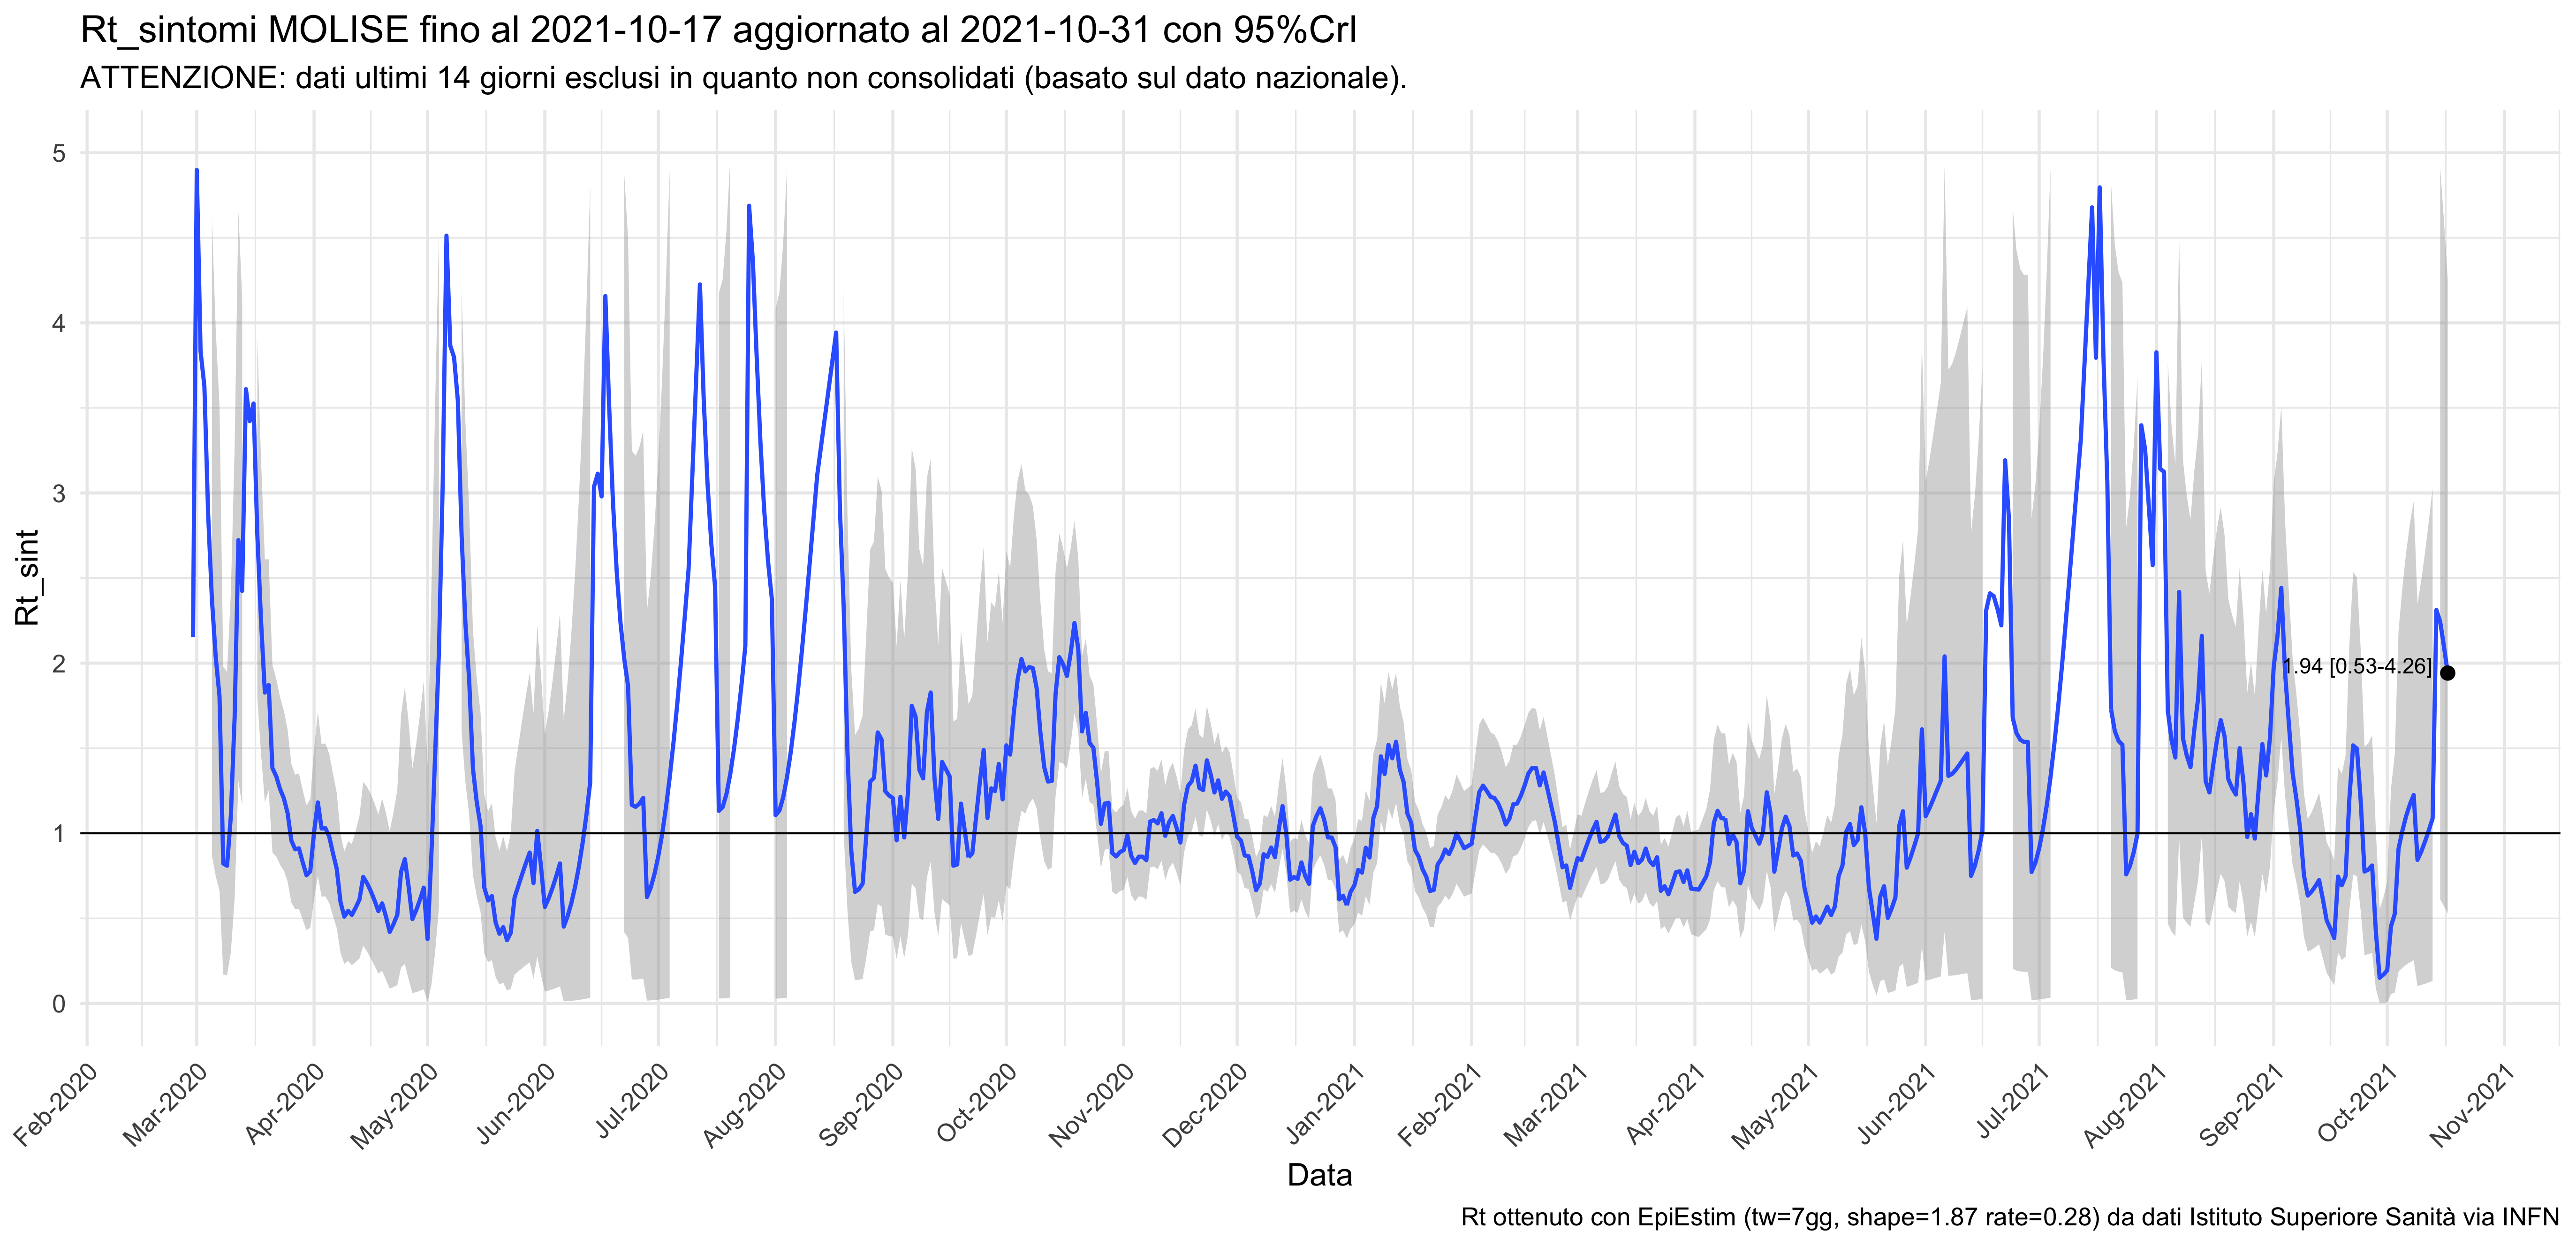 Rt_sintomi MOLISE fino al 2021-10-17 aggiornato al 2021-10-31 con 95%CrI
ATTENZIONE: dati ultimi 14 giorni esclusi in quanto non consolidati (basato sul dato nazionale).
5
4
3
2
1
0
Rt_sint
1.94 [0.53-4.26]
Feb-2020
Mar-2020
Apr-2020
May-2020
Jun-2020
Jul-2020
Aug-2020
Sep-2020
Oct-2020
Nov-2020
Dec-2020
Jan-2021
Feb-2021
Mar-2021
Apr-2021
May-2021
Jun-2021
Jul-2021
Aug-2021
Sep-2021
Oct-2021
Nov-2021
Data
Rt ottenuto con EpiEstim (tw=7gg, shape=1.87 rate=0.28) da dati Istituto Superiore Sanità via INFN